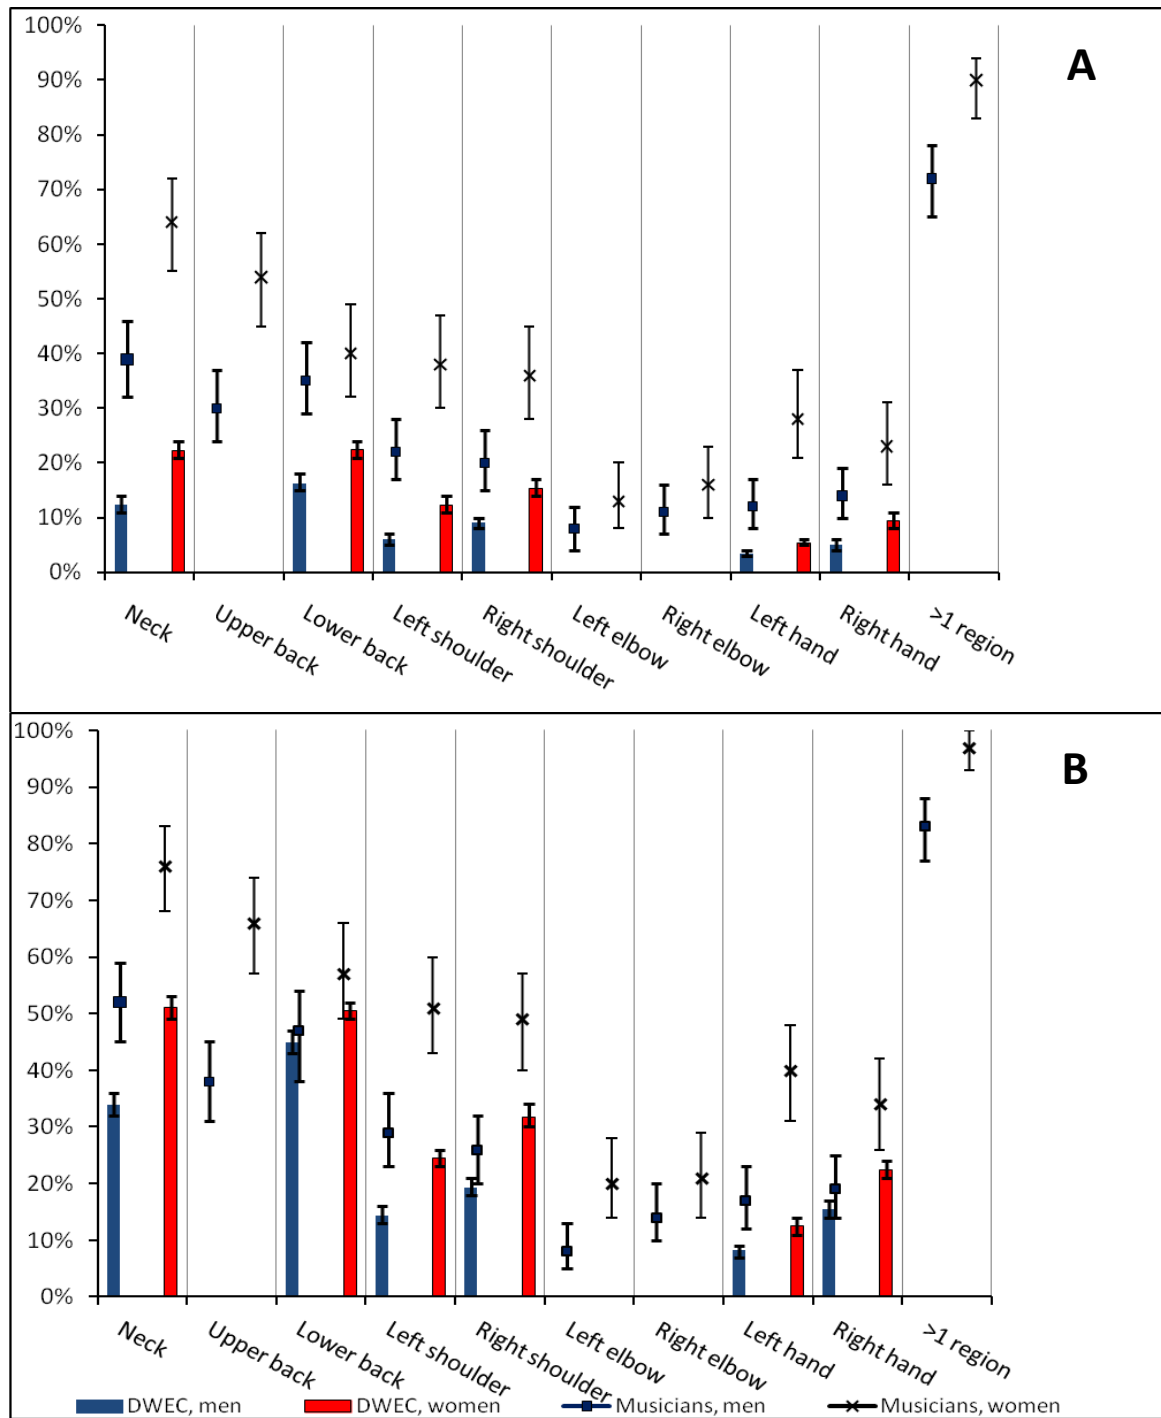 A
100%
90%
80%
70%
60%
50%
40%
30%
20%
10%
0%
Neck
Upper back
Lower back
Left shoulder
Right shoulder
Left elbow
Right elbow
Left hand
Right hand
>1 region
B
100%
90%
80%
70%
60%
50%
40%
30%
20%
10%
0%
Neck
Upper back
Lower back
Left shoulder
Right shoulder
Left elbow
Right elbow
Left hand
Right hand
>1 region
DWEC, men DWEC, women Musicians, men Musicians, women